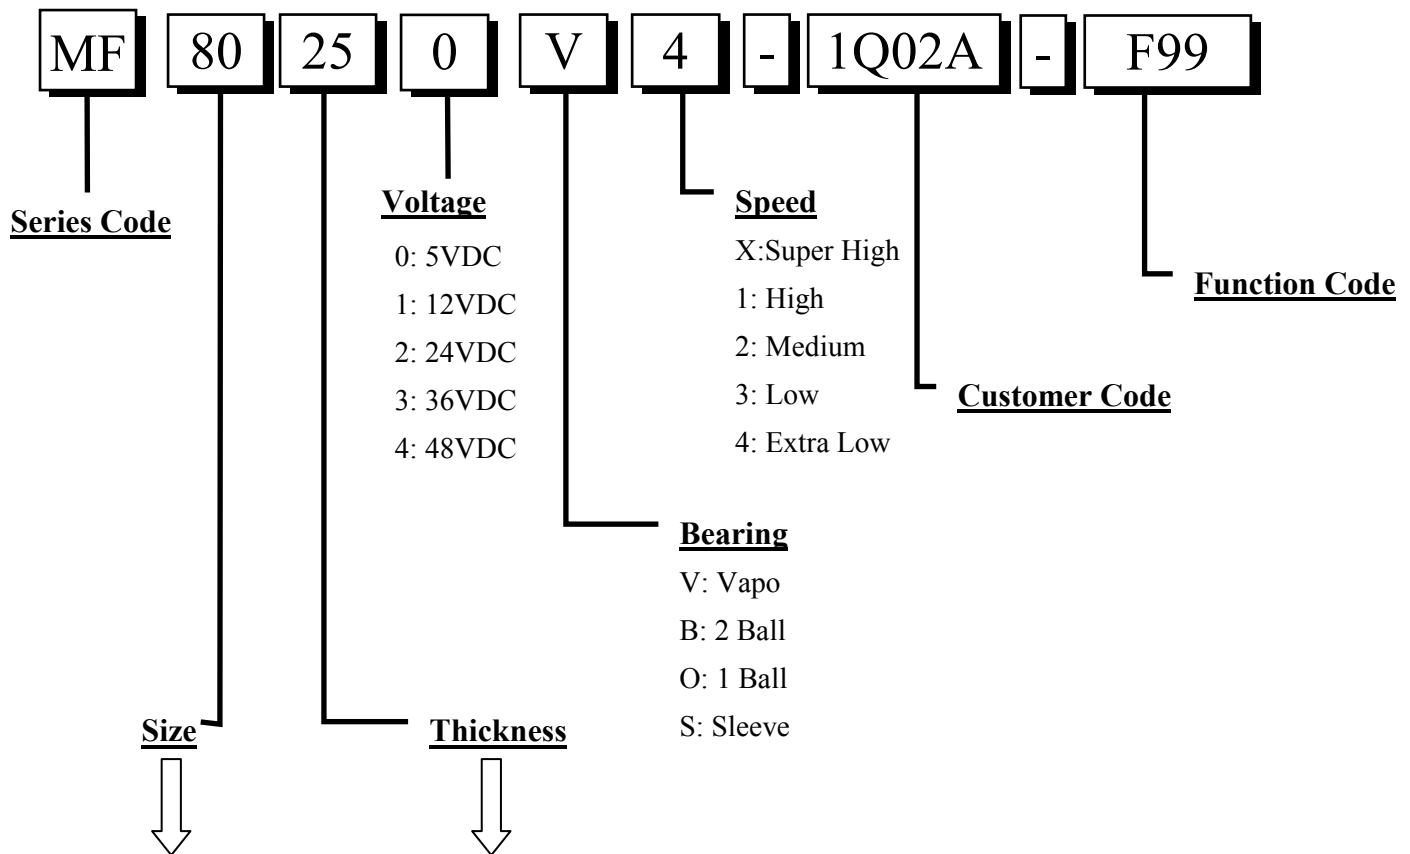 MF 80 25 0 V 4 - 1Q02A - F99
Series Code
Voltage
0: 5VDC
1: 12VDC
2: 24VDC
3: 36VDC
4: 48VDC
Speed
X:Super High
1: High
2: Medium
3: Low
4: Extra Low
Function Code
Customer Code
Bearing
V: Vapo
B: 2 Ball
O: 1 Ball
S: Sleeve
Size
Thickness